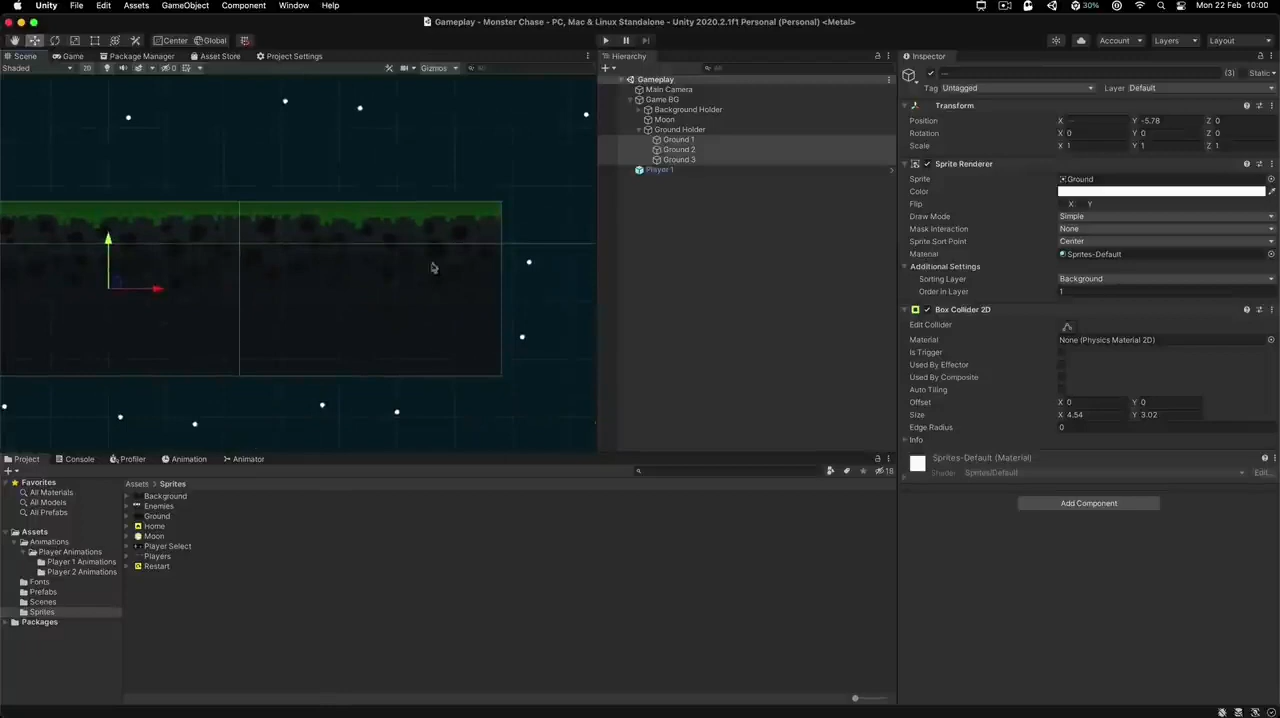 Unity File Edit Assets GameObject Component Window Help 30% Mon 22 Feb 10:00
Gameplay - Monster Chase - PC, Mac & Linux Standalone - Unity 2020.2.1f1 Personal (Personal) <Metal>
Center Global Account Layers Layout
Scene Game Package Manager Asset Store Project Settings
Shaded 2D 0 Gizmos All
Hierarchy
All
Gameplay
Main Camera
Game BG
Background Holder
Moon
Ground Holder
Ground 1
Ground 2
Ground 3
Player 1
Inspector
— (3) Static
Tag Untagged Layer Default
Transform
Position X — Y -5.78 Z 0
Rotation X 0 Y 0 Z 0
Scale X 1 Y 1 Z 1
Sprite Renderer
Sprite Ground
Color
Flip X Y
Draw Mode Simple
Mask Interaction None
Sprite Sort Point Center
Material Sprites-Default
Additional Settings
Sorting Layer Background
Order in Layer 1
Box Collider 2D
Edit Collider
Material None (Physics Material 2D)
Is Trigger
Used By Effector
Used By Composite
Auto Tiling
Offset X 0 Y 0
Size X 4.54 Y 3.02
Edge Radius 0
Info
Sprites-Default (Material)
Shader Sprites/Default Edit...
Add Component
Project Console Profiler Animation Animator
18
Favorites
All Materials
All Models
All Prefabs
Assets
Animations
Player Animations
Player 1 Animations
Player 2 Animations
Fonts
Prefabs
Scenes
Sprites
Packages
Assets Sprites
Background
Enemies
Ground
Home
Moon
Player Select
Players
Restart